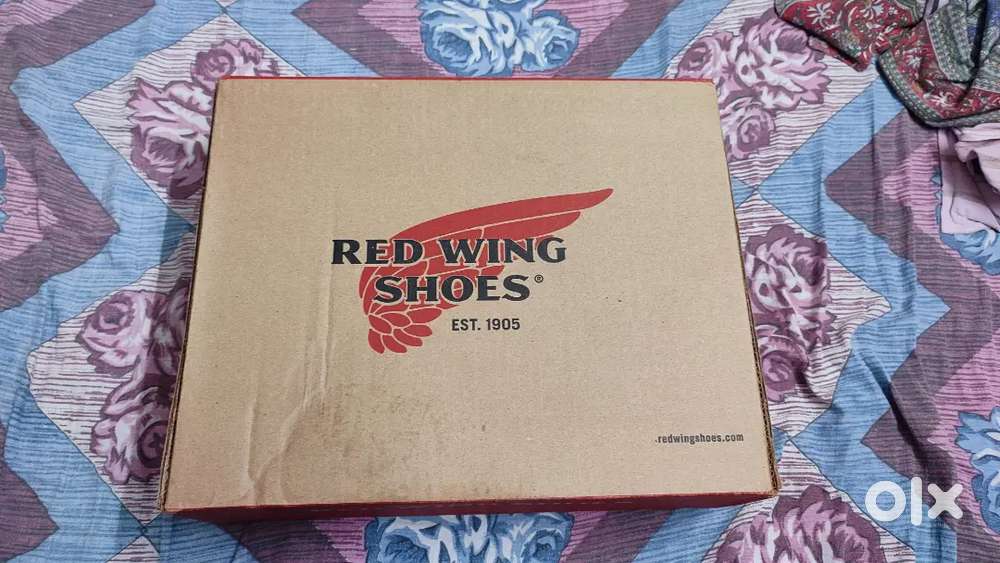 RED WING
SHOES®
EST. 1905
redwingshoes.com
olx